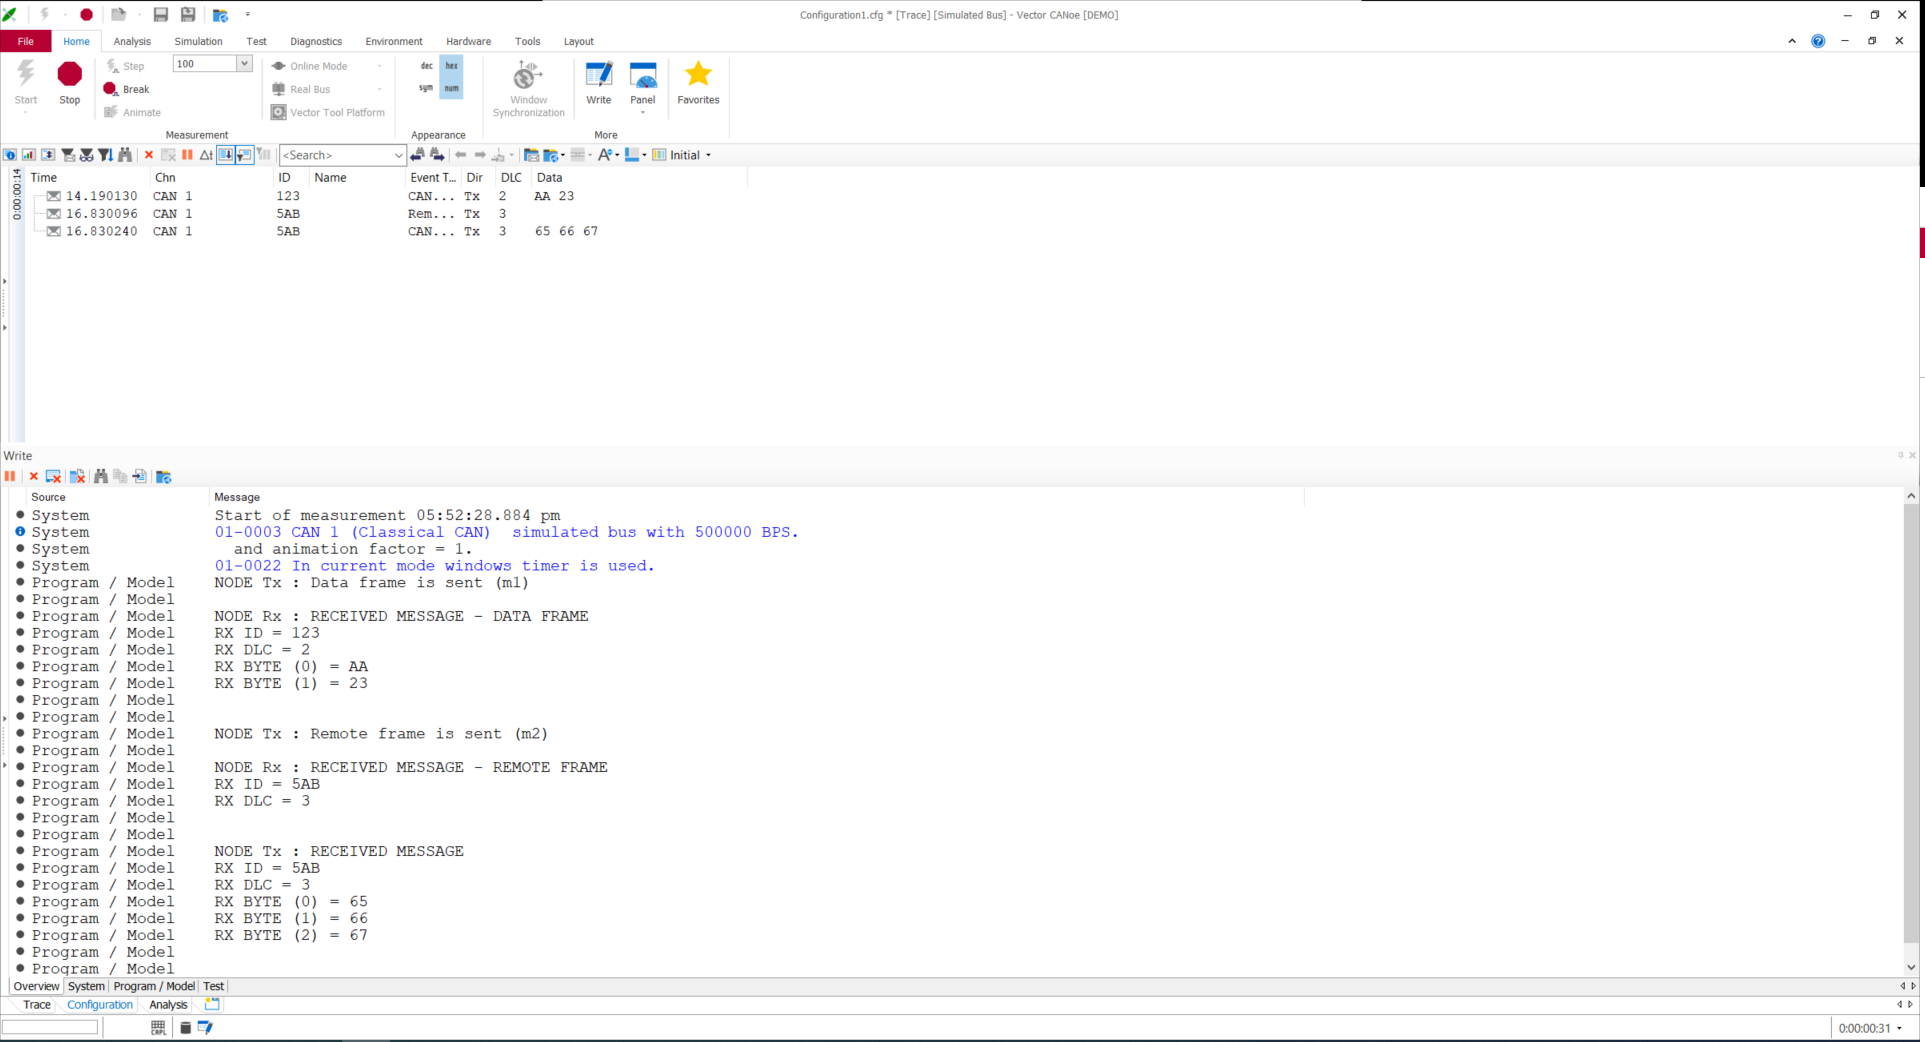 Configuration1.cfg * [Trace] [Simulated Bus] - Vector CANoe [DEMO]
File Home Analysis Simulation Test Diagnostics Environment Hardware Tools Layout
Start
Stop
Step 100
Break
Animate
Measurement
Online Mode
Real Bus
Vector Tool Platform
dec hex
sym num
Appearance
Window
Synchronization
Write Panel
More
Favorites
<Search> Δt A Initial
0:00:00:14
Time Chn ID Name Event T... Dir DLC Data
14.190130 CAN 1 123 CAN... Tx 2 AA 23
16.830096 CAN 1 5AB Rem... Tx 3
16.830240 CAN 1 5AB CAN... Tx 3 65 66 67
Write
Source Message
System Start of measurement 05:52:28.884 pm
System 01-0003 CAN 1 (Classical CAN)  simulated bus with 500000 BPS.
System and animation factor = 1.
System 01-0022 In current mode windows timer is used.
Program / Model NODE Tx : Data frame is sent (m1)
Program / Model
Program / Model NODE Rx : RECEIVED MESSAGE - DATA FRAME
Program / Model RX ID = 123
Program / Model RX DLC = 2
Program / Model RX BYTE (0) = AA
Program / Model RX BYTE (1) = 23
Program / Model
Program / Model
Program / Model NODE Tx : Remote frame is sent (m2)
Program / Model
Program / Model NODE Rx : RECEIVED MESSAGE - REMOTE FRAME
Program / Model RX ID = 5AB
Program / Model RX DLC = 3
Program / Model
Program / Model
Program / Model NODE Tx : RECEIVED MESSAGE
Program / Model RX ID = 5AB
Program / Model RX DLC = 3
Program / Model RX BYTE (0) = 65
Program / Model RX BYTE (1) = 66
Program / Model RX BYTE (2) = 67
Program / Model
Program / Model
Overview System Program / Model Test
Trace Configuration Analysis
CAPL 0:00:00:31